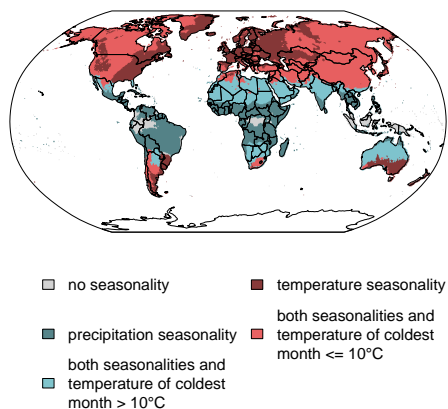 no seasonality
temperature seasonality
precipitation seasonality
both seasonalities and
temperature of coldest
month <= 10°C
both seasonalities and
temperature of coldest
month > 10°C